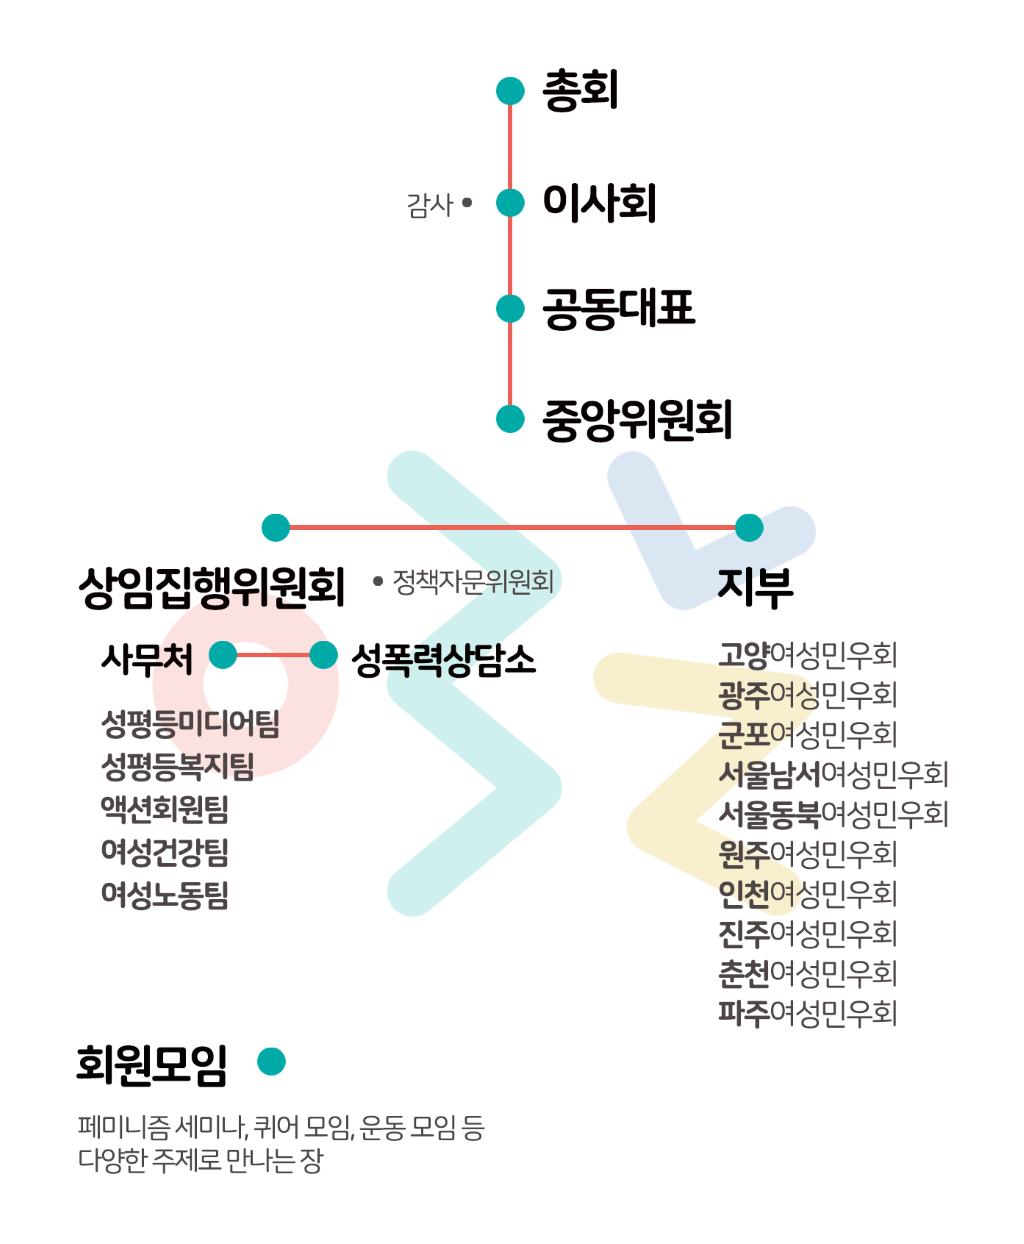 총회
감사
이사회
공동대표
중앙위원회
상임집행위원회
정책자문위원회
사무처
성폭력상담소
성평등미디어팀
성평등복지팀
액션회원팀
여성건강팀
여성노동팀
지부
고양여성민우회
광주여성민우회
군포여성민우회
서울남서여성민우회
서울동북여성민우회
원주여성민우회
인천여성민우회
진주여성민우회
춘천여성민우회
파주여성민우회
회원모임
페미니즘 세미나, 퀴어 모임, 운동 모임 등
다양한 주제로 만나는 장